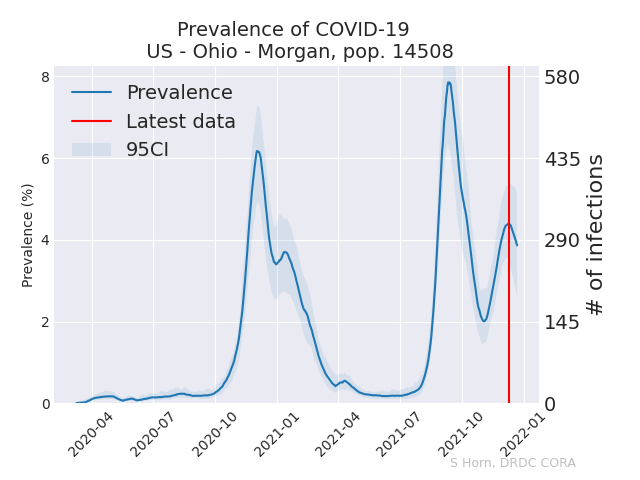 Prevalence of COVID-19
US - Ohio - Morgan, pop. 14508
Prevalence
Latest data
95CI
Prevalence (%)
8
6
4
2
0
580
435
290
145
0
# of infections
2020-04
2020-07
2020-10
2021-01
2021-04
2021-07
2021-10
2022-01
S Horn, DRDC CORA